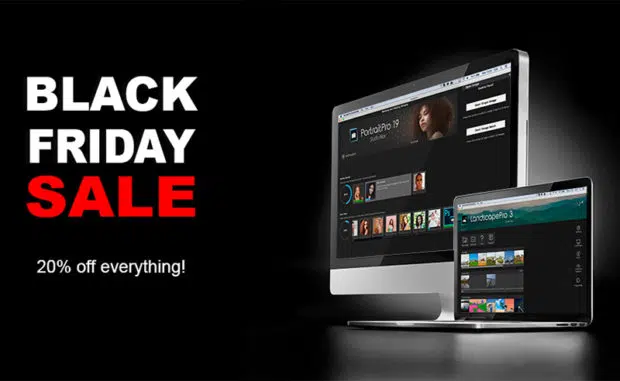 BLACK
FRIDAY
SALE
20% off everything!
PortraitPro 19
Studio Max
LandscapePro 3